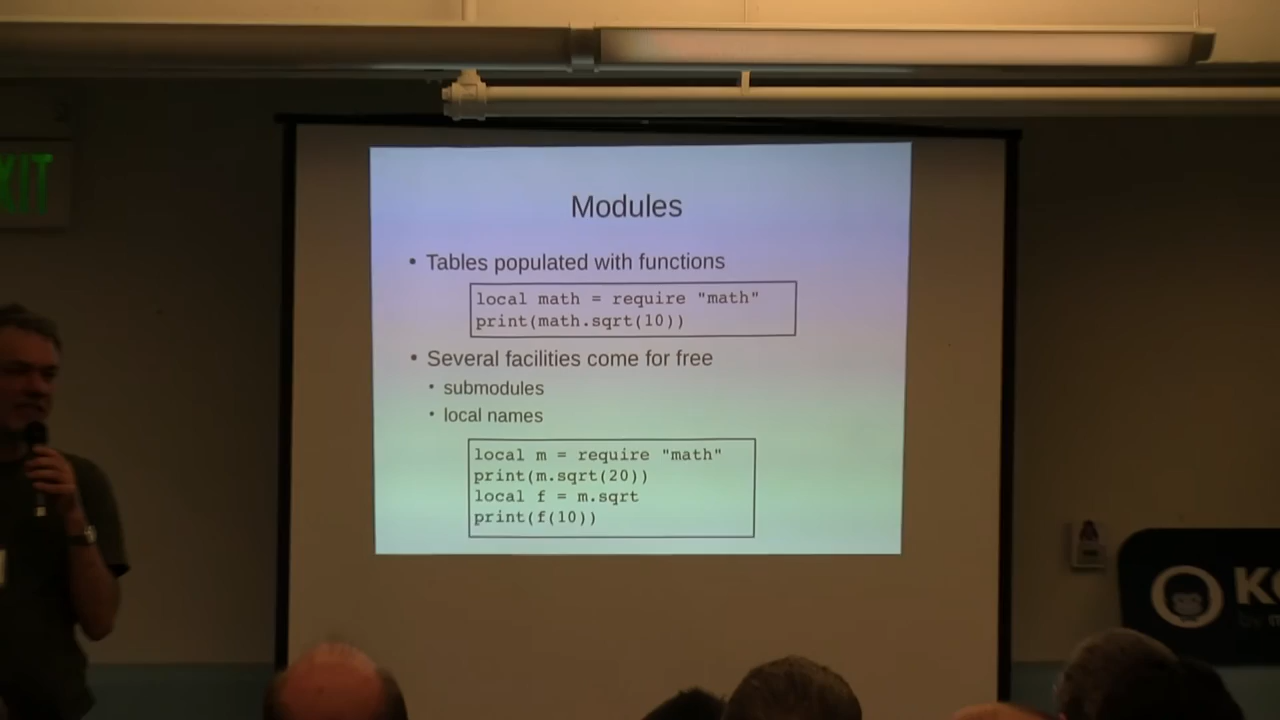 XIT
Modules
• Tables populated with functions
local math = require "math"
print(math.sqrt(10))
• Several facilities come for free
• submodules
• local names
local m = require "math"
print(m.sqrt(20))
local f = m.sqrt
print(f(10))